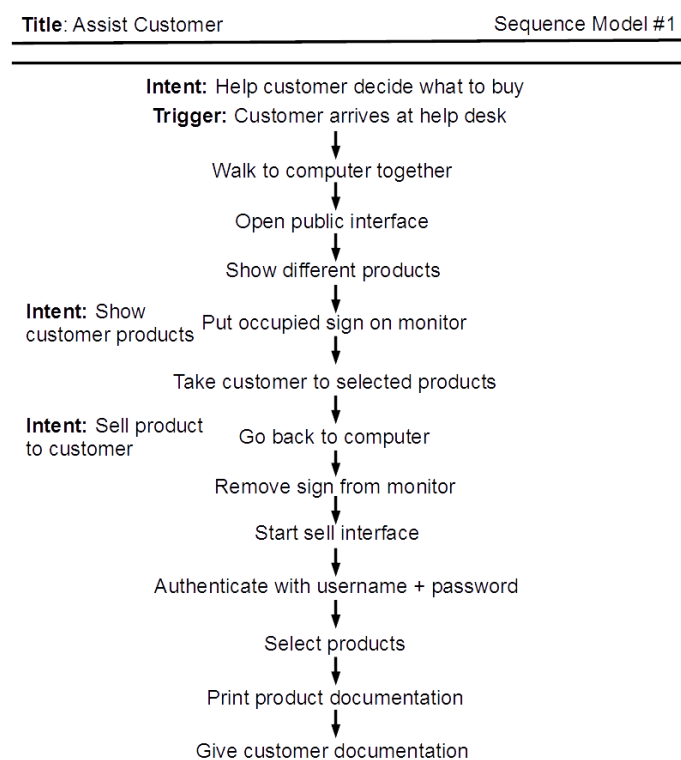 Title: Assist Customer
Sequence Model #1
Intent: Help customer decide what to buy
Trigger: Customer arrives at help desk
Walk to computer together
Open public interface
Show different products
Intent: Show
customer products
Put occupied sign on monitor
Take customer to selected products
Intent: Sell product
to customer
Go back to computer
Remove sign from monitor
Start sell interface
Authenticate with username + password
Select products
Print product documentation
Give customer documentation